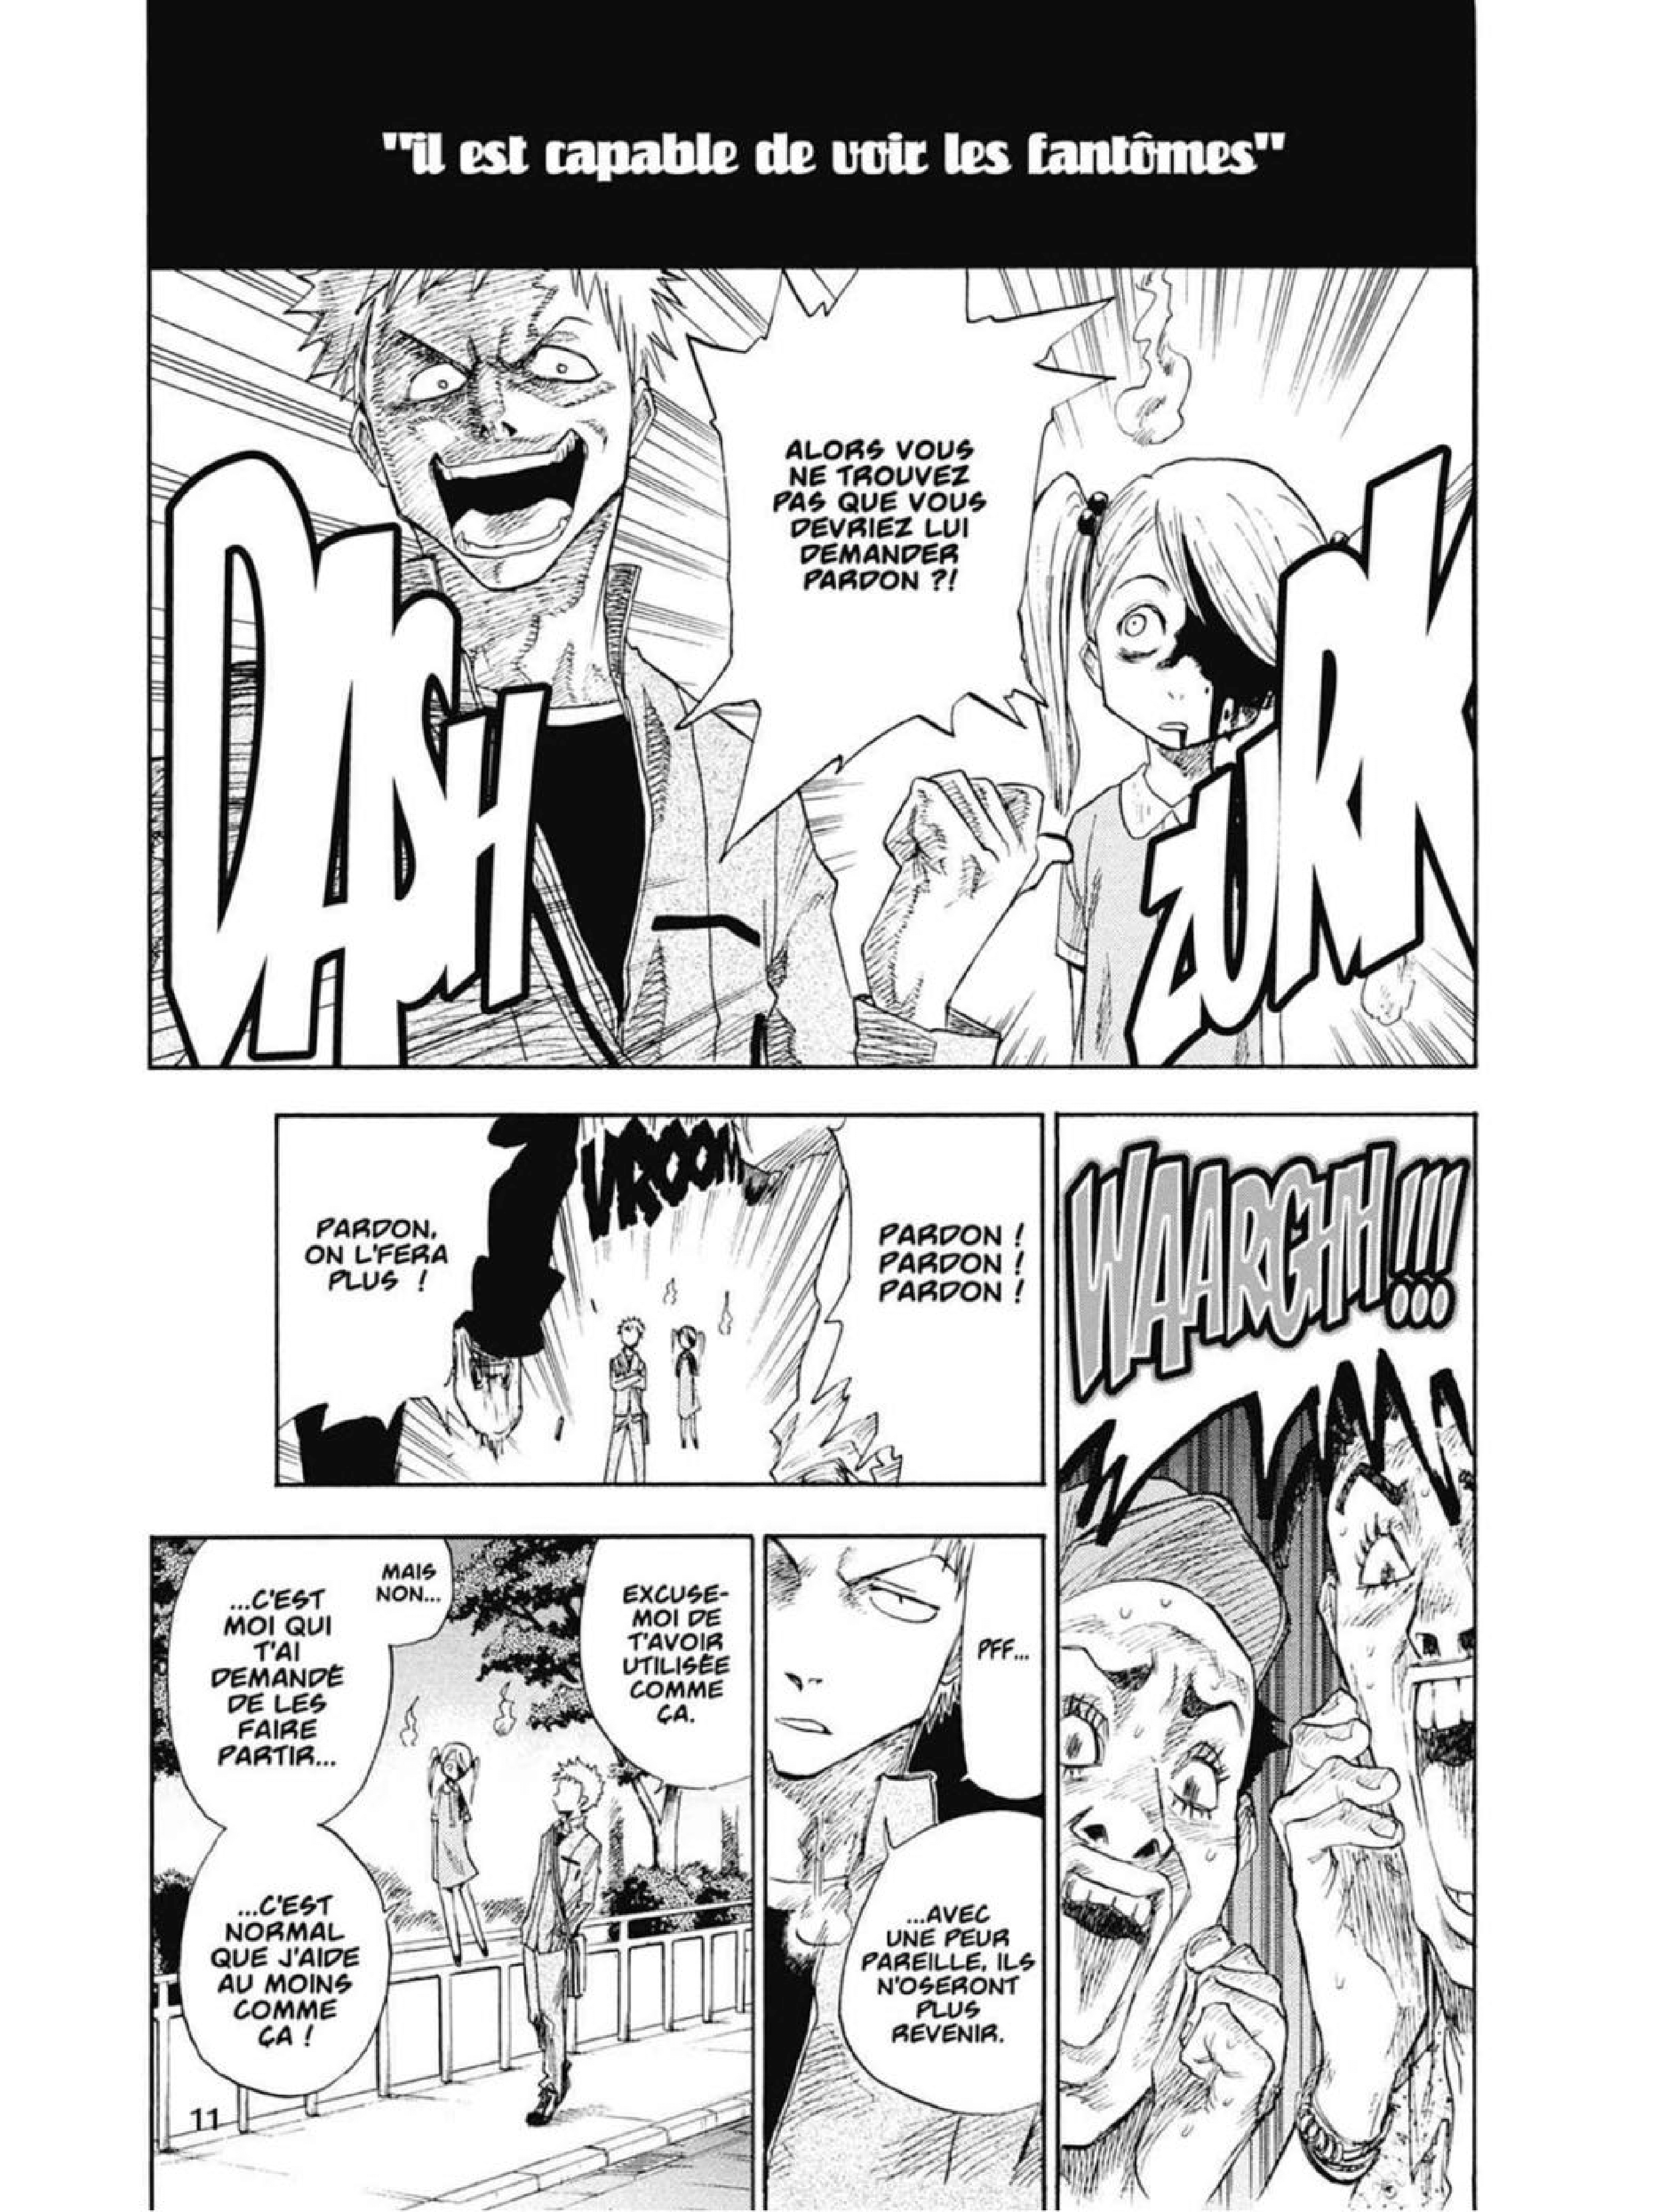 "il est capable de voir les fantômes"
ALORS VOUS
NE TROUVEZ
PAS QUE VOUS
DEVRIEZ LUI
DEMANDER
PARDON ?!
ZURK
DASH
WAARGHH !!!
PARDON !
PARDON !
PARDON !
VROOM
PARDON,
ON L'FERA
PLUS !
PFF...
...AVEC
UNE PEUR
PAREILLE, ILS
N'OSERONT
PLUS
REVENIR.
EXCUSE-
MOI DE
T'AVOIR
UTILISÉE
COMME
ÇA.
MAIS
NON...
...C'EST
MOI QUI
T'AI
DEMANDÉ
DE LES
FAIRE
PARTIR...
...C'EST
NORMAL
QUE J'AIDE
AU MOINS
COMME
ÇA !
11